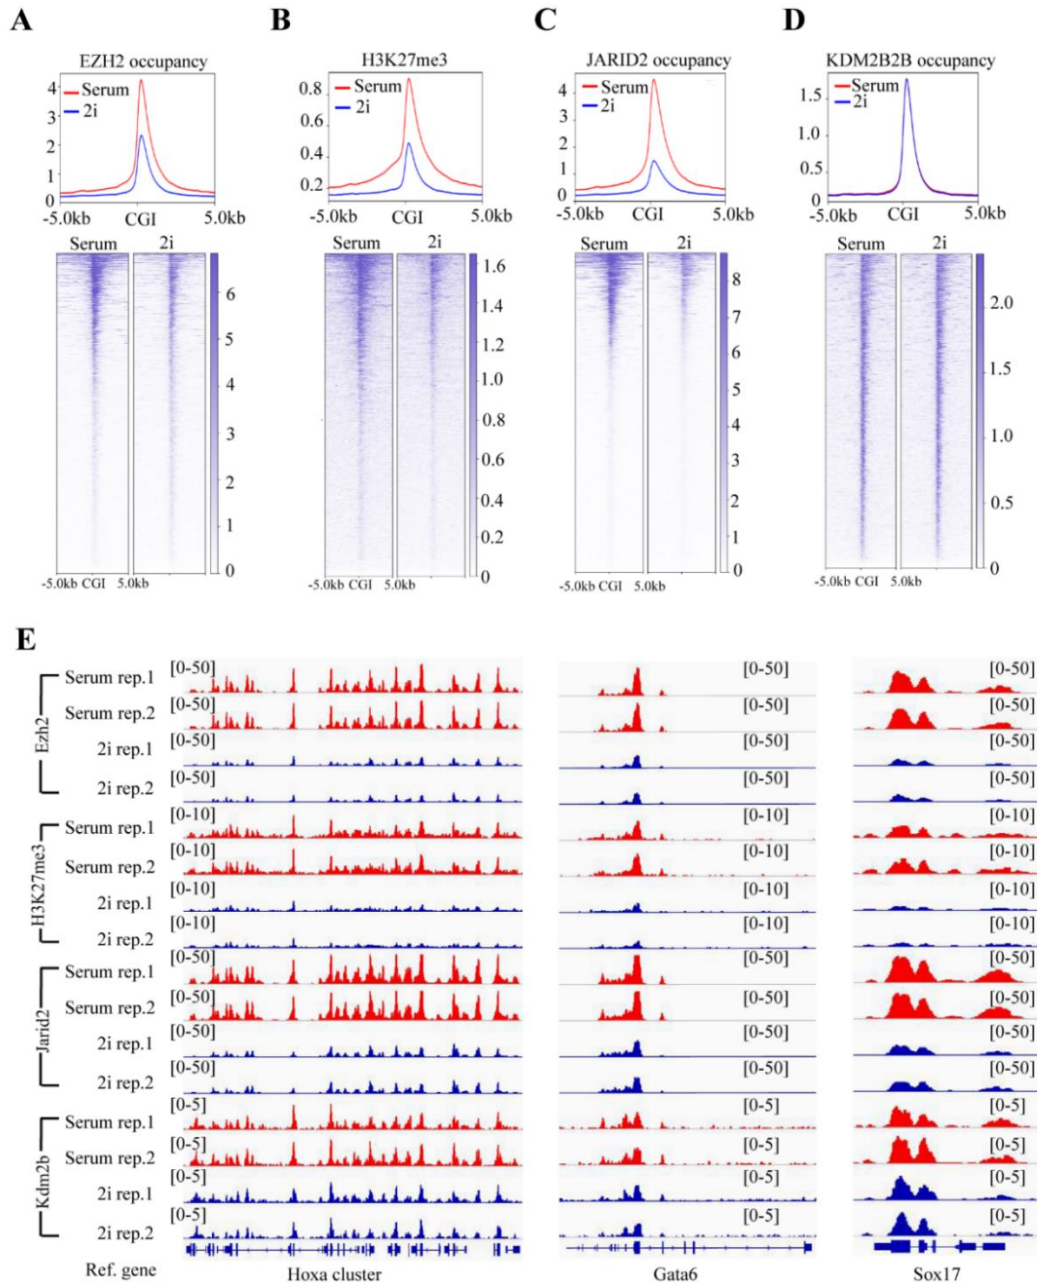 A B C D
EZH2 occupancy H3K27me3 JARID2 occupancy KDM2B2B occupancy
4 3 2 1 0 Serum 2i
0.8 0.6 0.4 0.2 Serum 2i
4 3 2 1 0 Serum 2i
1.5 1.0 0.5 0.0 Serum 2i
-5.0kb CGI 5.0kb -5.0kb CGI 5.0kb -5.0kb CGI 5.0kb -5.0kb CGI 5.0kb
Serum 2i Serum 2i Serum 2i Serum 2i
6 5 4 3 2 1 0
1.6 1.4 1.2 1.0 0.8 0.6 0.4 0.2 0
8 7 6 5 4 3 2 1 0
2.0 1.5 1.0 0.5 0
-5.0kb CGI 5.0kb -5.0kb CGI 5.0kb -5.0kb CGI 5.0kb -5.0kb CGI 5.0kb
E
Ezh2
Serum rep.1 [0-50] [0-50] [0-50]
Serum rep.2 [0-50] [0-50] [0-50]
2i rep.1 [0-50] [0-50] [0-50]
2i rep.2 [0-50] [0-50] [0-50]
H3K27me3
Serum rep.1 [0-10] [0-10] [0-10]
Serum rep.2 [0-10] [0-10] [0-10]
2i rep.1 [0-10] [0-10] [0-10]
2i rep.2 [0-10] [0-10] [0-10]
Jarid2
Serum rep.1 [0-50] [0-50] [0-50]
Serum rep.2 [0-50] [0-50] [0-50]
2i rep.1 [0-50] [0-50] [0-50]
2i rep.2 [0-50] [0-50] [0-50]
Kdm2b
Serum rep.1 [0-5] [0-5] [0-5]
Serum rep.2 [0-5] [0-5] [0-5]
2i rep.1 [0-5] [0-5] [0-5]
2i rep.2 [0-5] [0-5] [0-5]
Ref. gene Hoxa cluster Gata6 Sox17